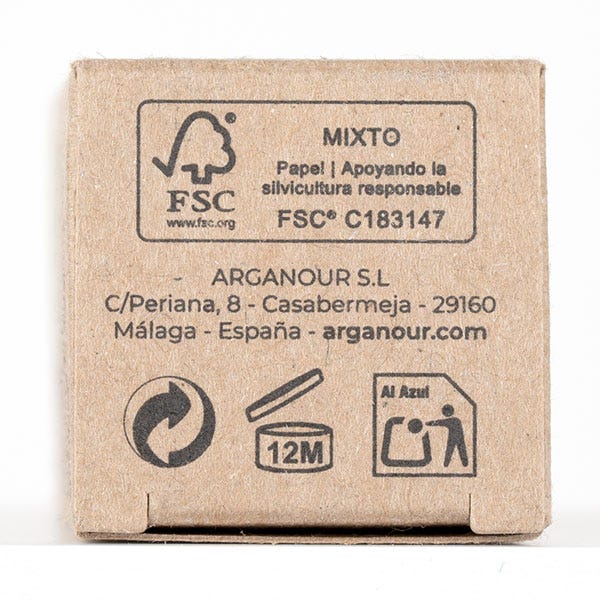 MIXTO
Papel | Apoyando la
silvicultura responsable
FSC® C183147
FSC
www.fsc.org
ARGANOUR S.L
C/Periana, 8 - Casabermeja - 29160
Málaga - España - arganour.com
12M
Al Azul